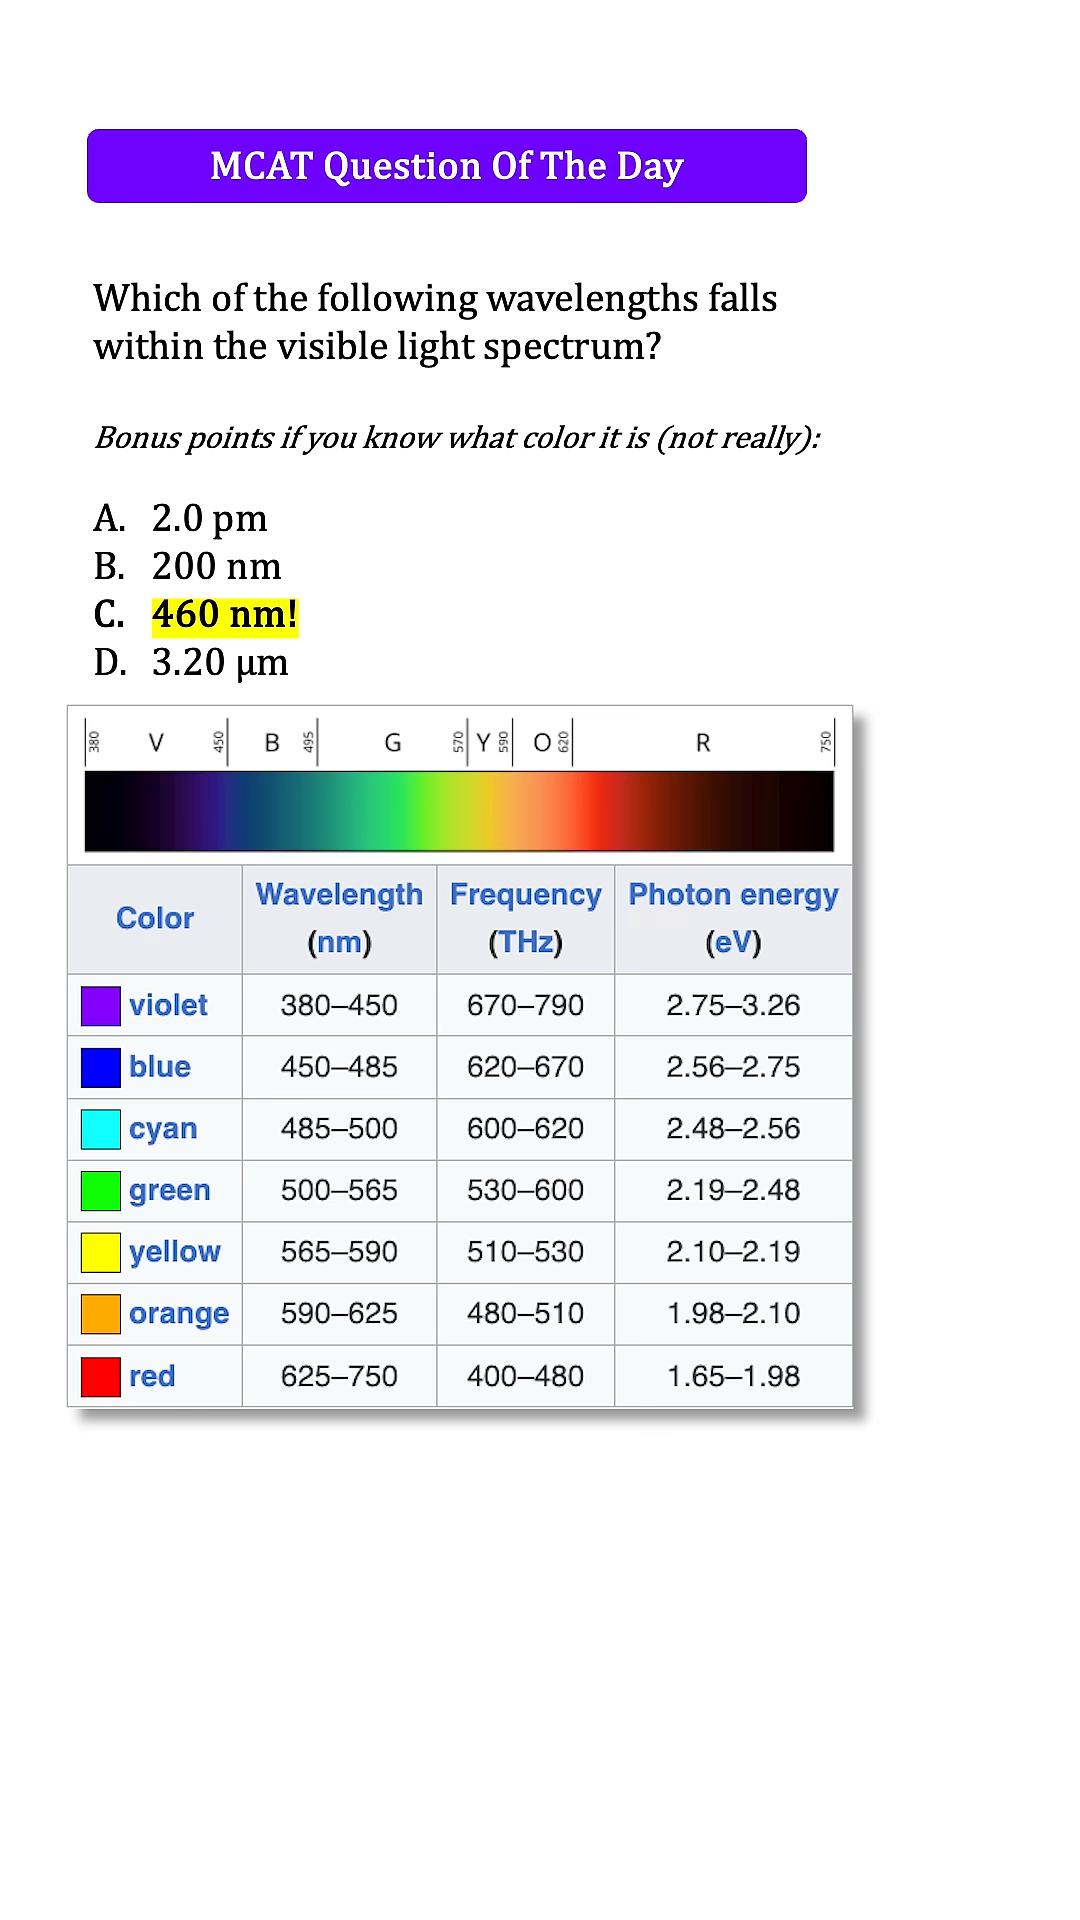 MCAT Question Of The Day
Which of the following wavelengths falls
within the visible light spectrum?
Bonus points if you know what color it is (not really):
A. 2.0 pm
B. 200 nm
C. 460 nm!
D. 3.20 µm
380 V 450 B 495 G 570 Y 590 O 620 R 750
Color Wavelength (nm) Frequency (THz) Photon energy (eV)
violet 380–450 670–790 2.75–3.26
blue 450–485 620–670 2.56–2.75
cyan 485–500 600–620 2.48–2.56
green 500–565 530–600 2.19–2.48
yellow 565–590 510–530 2.10–2.19
orange 590–625 480–510 1.98–2.10
red 625–750 400–480 1.65–1.98